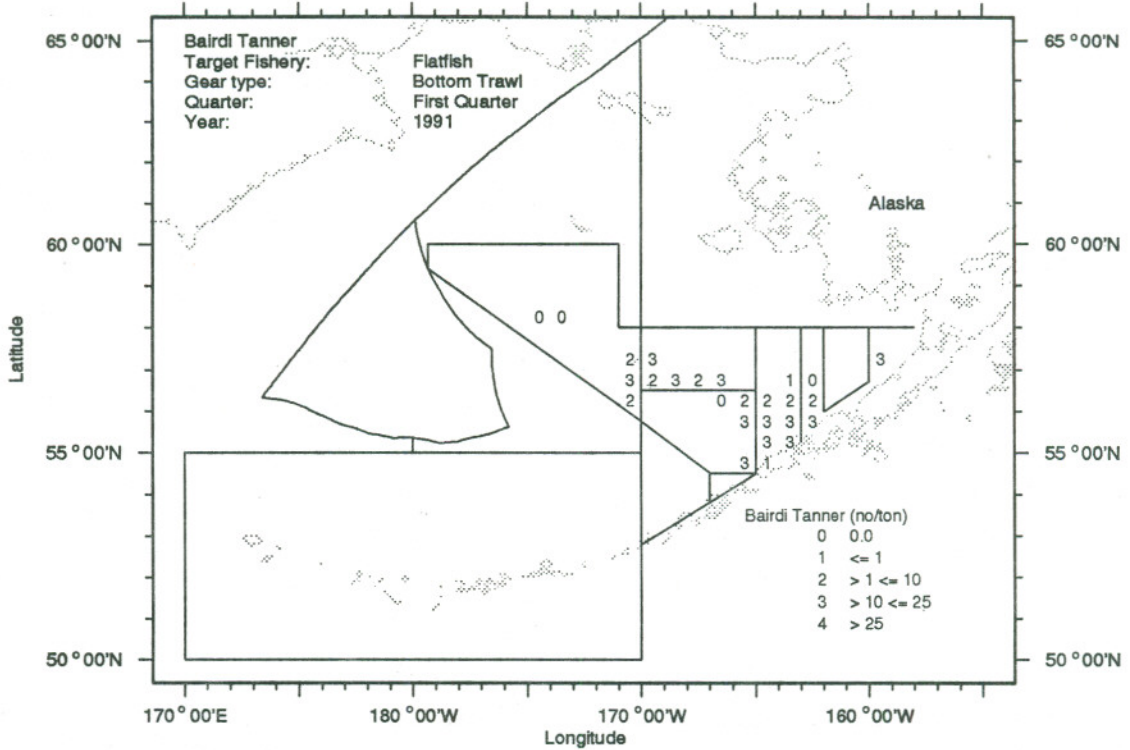 65°00'N
65°00'N
Bairdi Tanner
Target Fishery: Flatfish
Gear type: Bottom Trawl
Quarter: First Quarter
Year: 1991
Alaska
60°00'N
60°00'N
Latitude
0 0
2 3 3
3 2 3 2 3 1 0
2 0 2 2 2 2
3 3 3 3
3 3
55°00'N
55°00'N
3 1
Bairdi Tanner (no/ton)
0 0.0
1 <= 1
2 > 1 <= 10
3 > 10 <= 25
4 > 25
50°00'N
50°00'N
170°00'E 180°00'W 170°00'W 160°00'W
Longitude